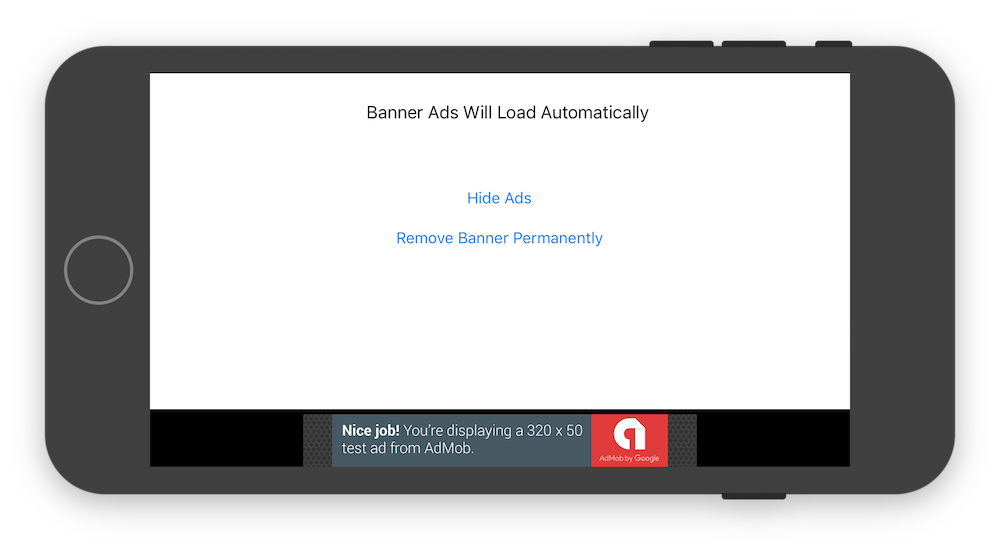 Banner Ads Will Load Automatically
Hide Ads
Remove Banner Permanently
Nice job! You're displaying a 320 x 50
test ad from AdMob.
AdMob by Google